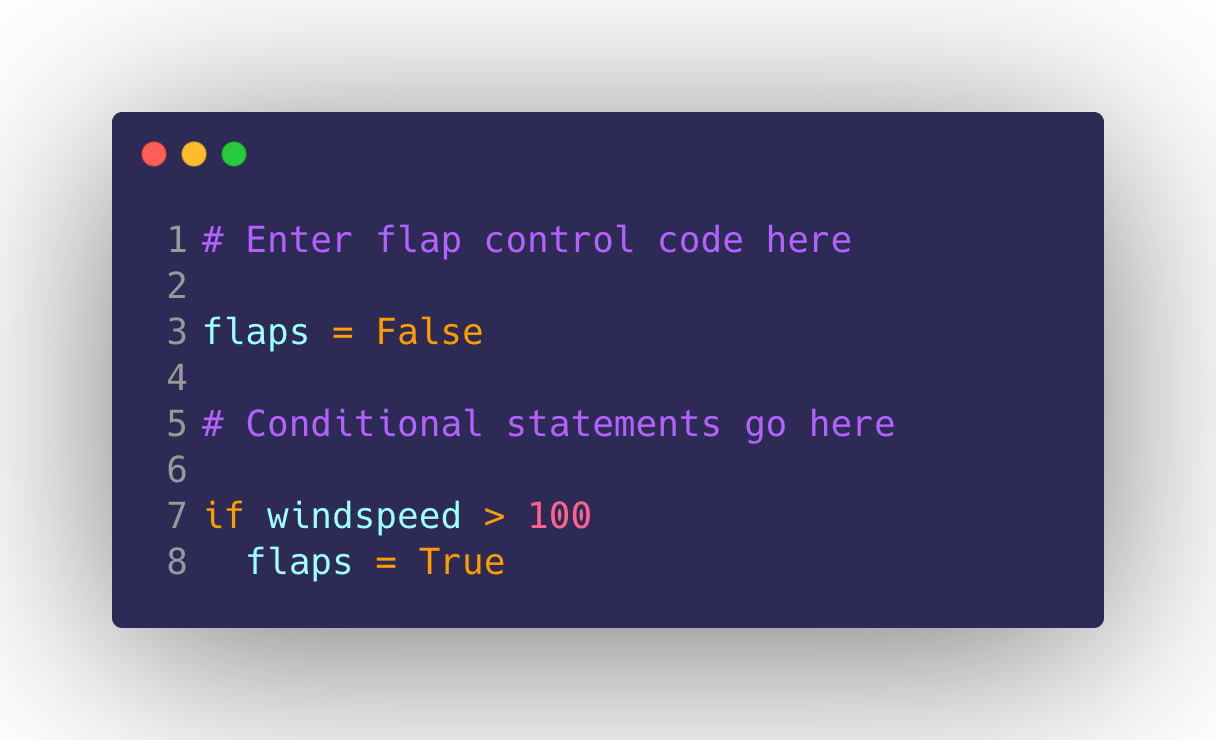 1 # Enter flap control code here
2
3 flaps = False
4
5 # Conditional statements go here
6
7 if windspeed > 100
8   flaps = True